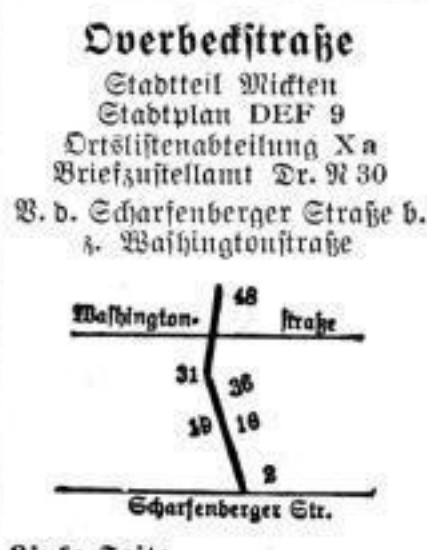 Overbeckstraße
Stadtteil Mickten
Stadtplan DEF 9
Ortslistenabteilung X a
Briefzustellamt Dr. N 30
V. d. Scharfenberger Straße b.
z. Washingtonstraße
48
Washington- straße
31 36
19 18
2
Scharfenberger Str.